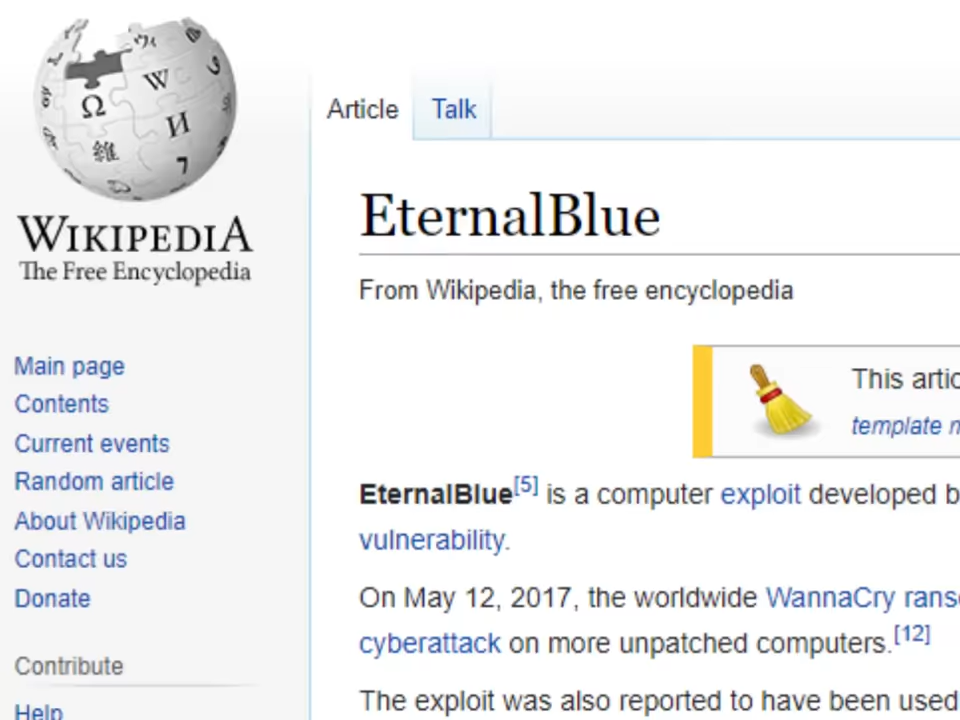 WIKIPEDIA
The Free Encyclopedia
Main page
Contents
Current events
Random article
About Wikipedia
Contact us
Donate
Contribute
Help
Article Talk
EternalBlue
From Wikipedia, the free encyclopedia
This artic
template n
EternalBlue[5] is a computer exploit developed b
vulnerability.
On May 12, 2017, the worldwide WannaCry ranso
cyberattack on more unpatched computers.[12]
The exploit was also reported to have been used